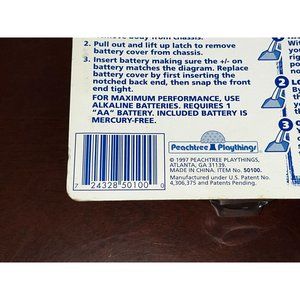 remove body from chassis.
2. Pull out and lift up latch to remove
battery cover from chassis.
3. Insert battery making sure the +/- on
battery matches the diagram. Replace
battery cover by first inserting the
notched back end, then snap the front
end tight.
FOR MAXIMUM PERFORMANCE, USE
ALKALINE BATTERIES. REQUIRES 1
"AA" BATTERY. INCLUDED BATTERY IS
MERCURY-FREE.
7 24328 50100 0
Peachtree Playthings
© 1997 PEACHTREE PLAYTHINGS,
ATLANTA, GA 31139.
MADE IN CHINA. ITEM No. 50100.
Manufactured under U.S. Patent No.
4,306,375 and Patents Pending.